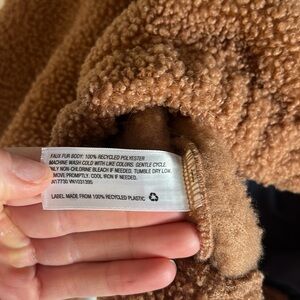 FAUX FUR BODY: 100% RECYCLED POLYESTER
MACHINE WASH COLD WITH LIKE COLORS. GENTLE CYCLE.
ONLY NON-CHLORINE BLEACH IF NEEDED. TUMBLE DRY LOW.
REMOVE PROMPTLY. COOL IRON IF NEEDED.
LABEL MADE FROM 100% RECYCLED PLASTIC